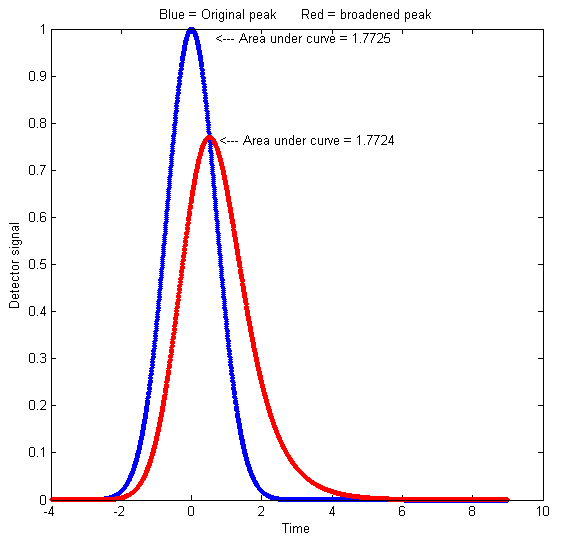 Blue = Original peak Red = broadened peak
<--- Area under curve = 1.7725
<--- Area under curve = 1.7724
Detector signal
1
0.9
0.8
0.7
0.6
0.5
0.4
0.3
0.2
0.1
0
-4 -2 0 2 4 6 8 10
Time